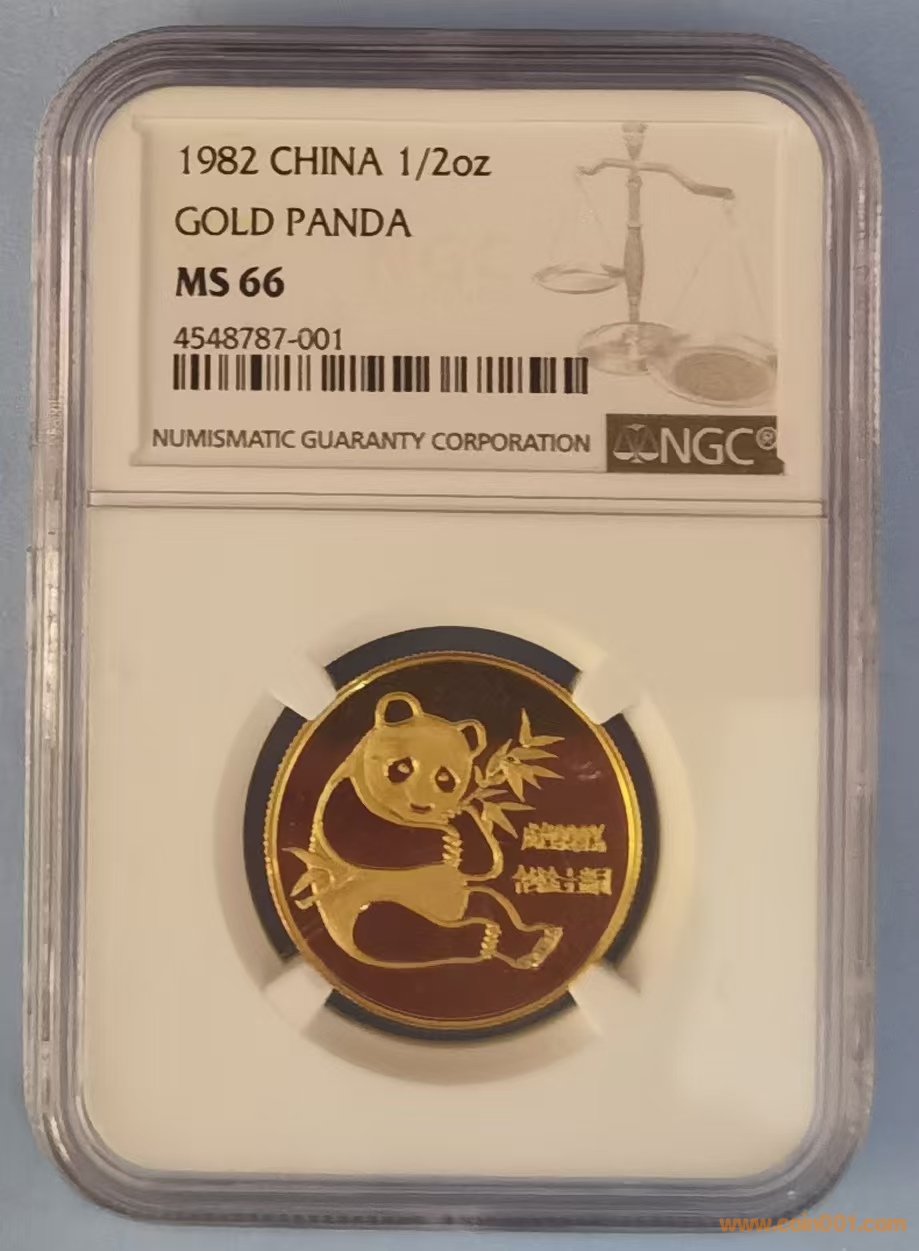 1982 CHINA 1/2oz
GOLD PANDA
MS 66
4548787-001
NUMISMATIC GUARANTY CORPORATION
NGC®
www.coin001.com